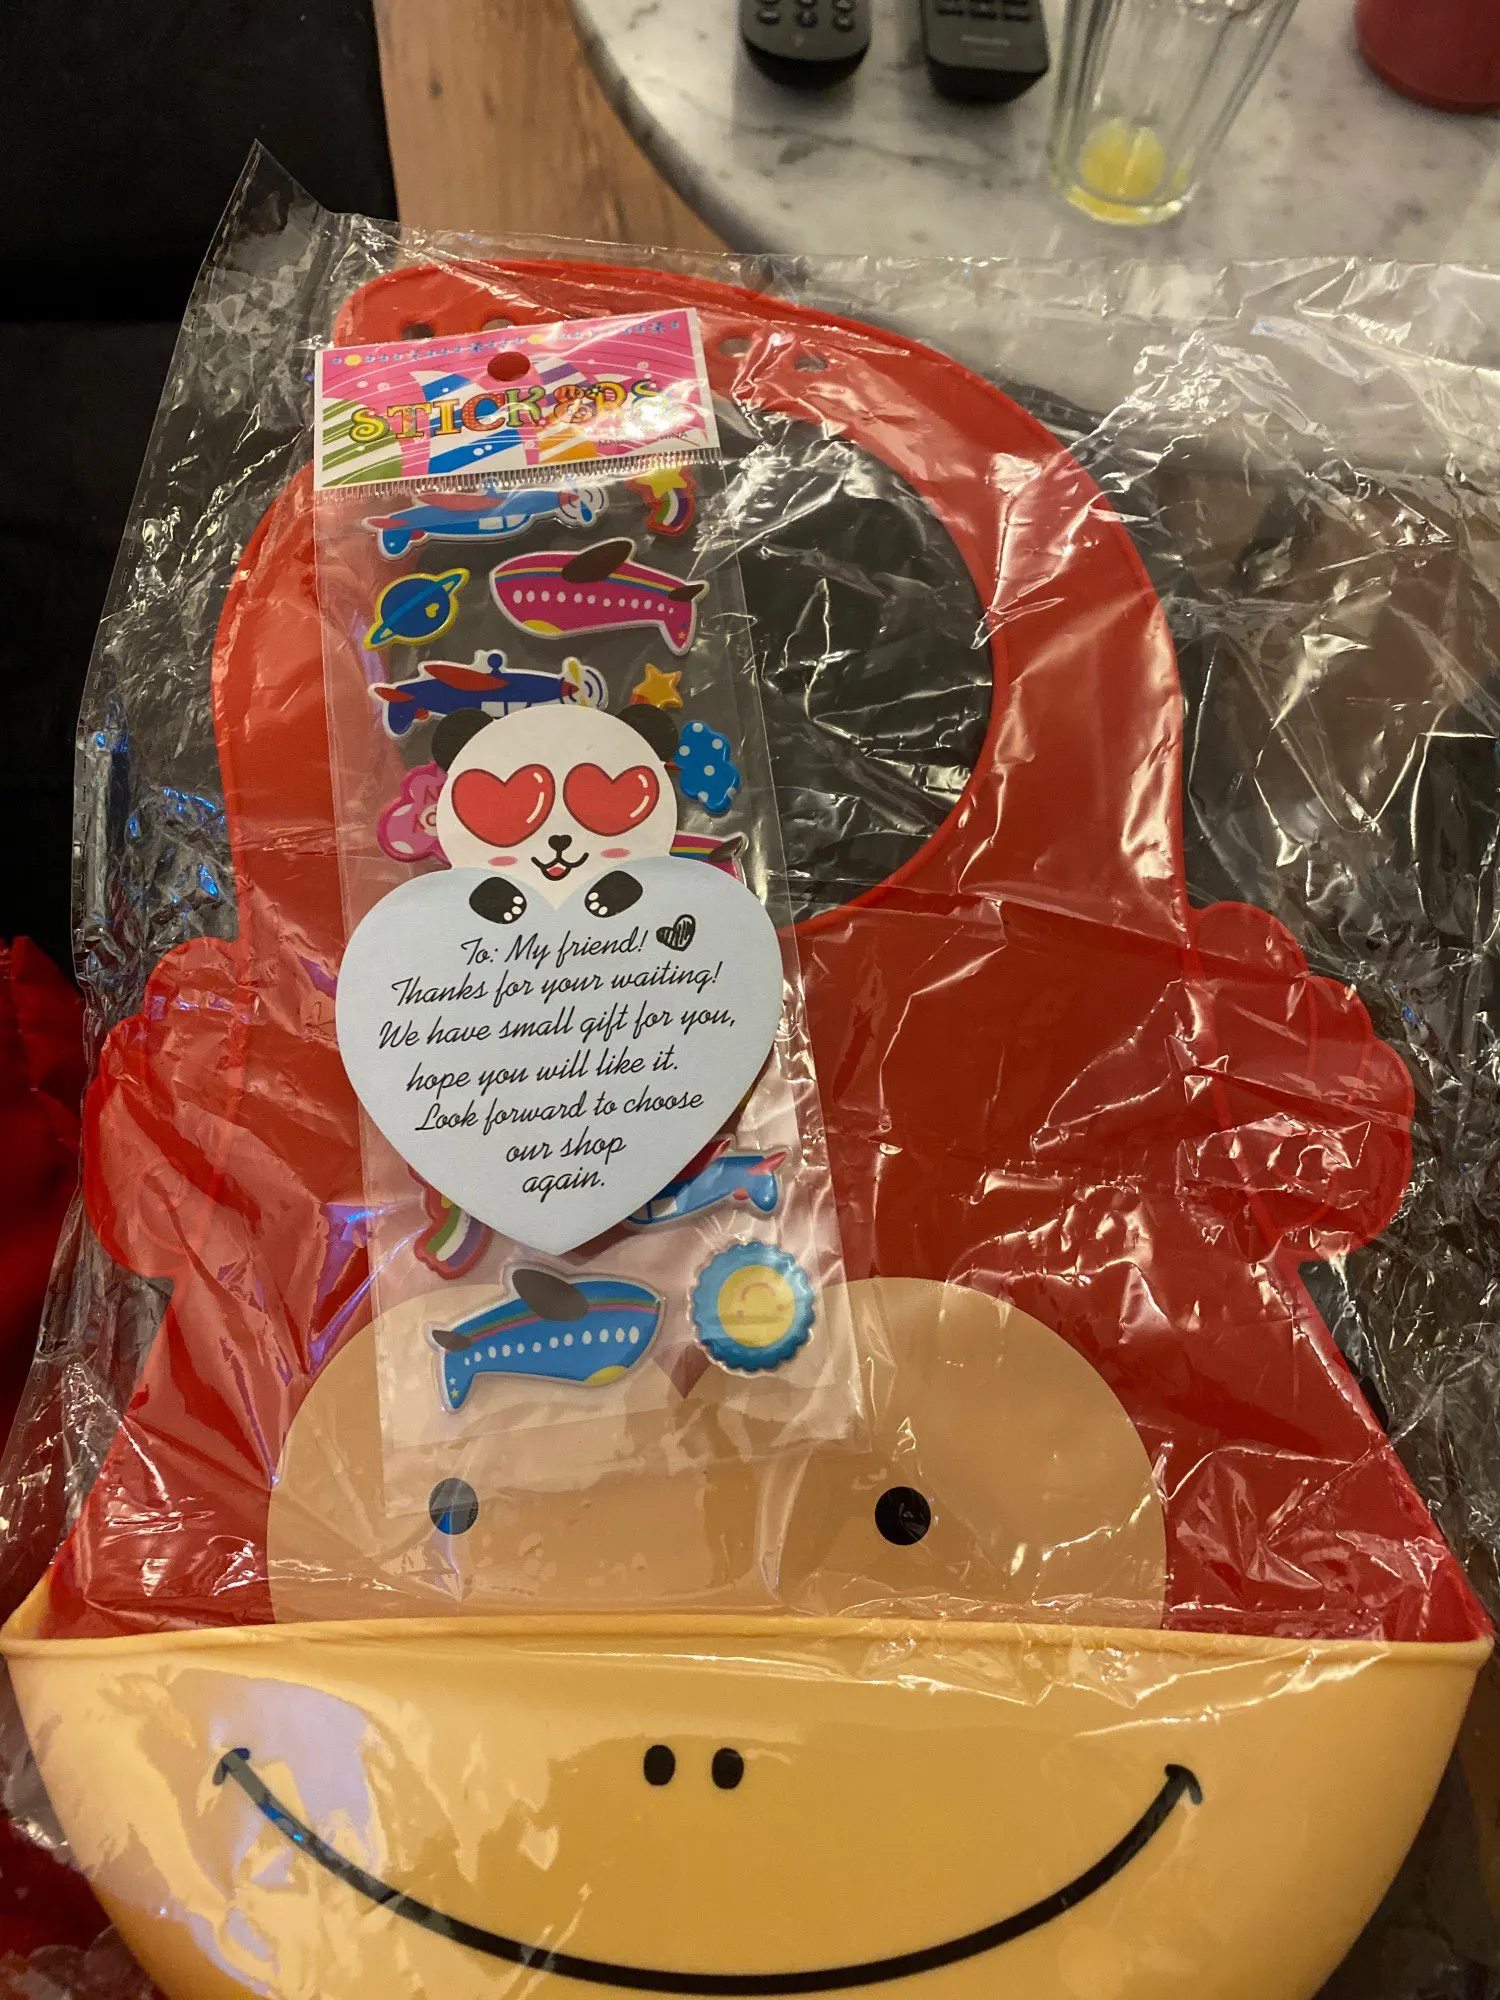 STICKERS
To: My friend!
Thanks for your waiting!
We have small gift for you,
hope you will like it.
Look forward to choose
our shop
again.